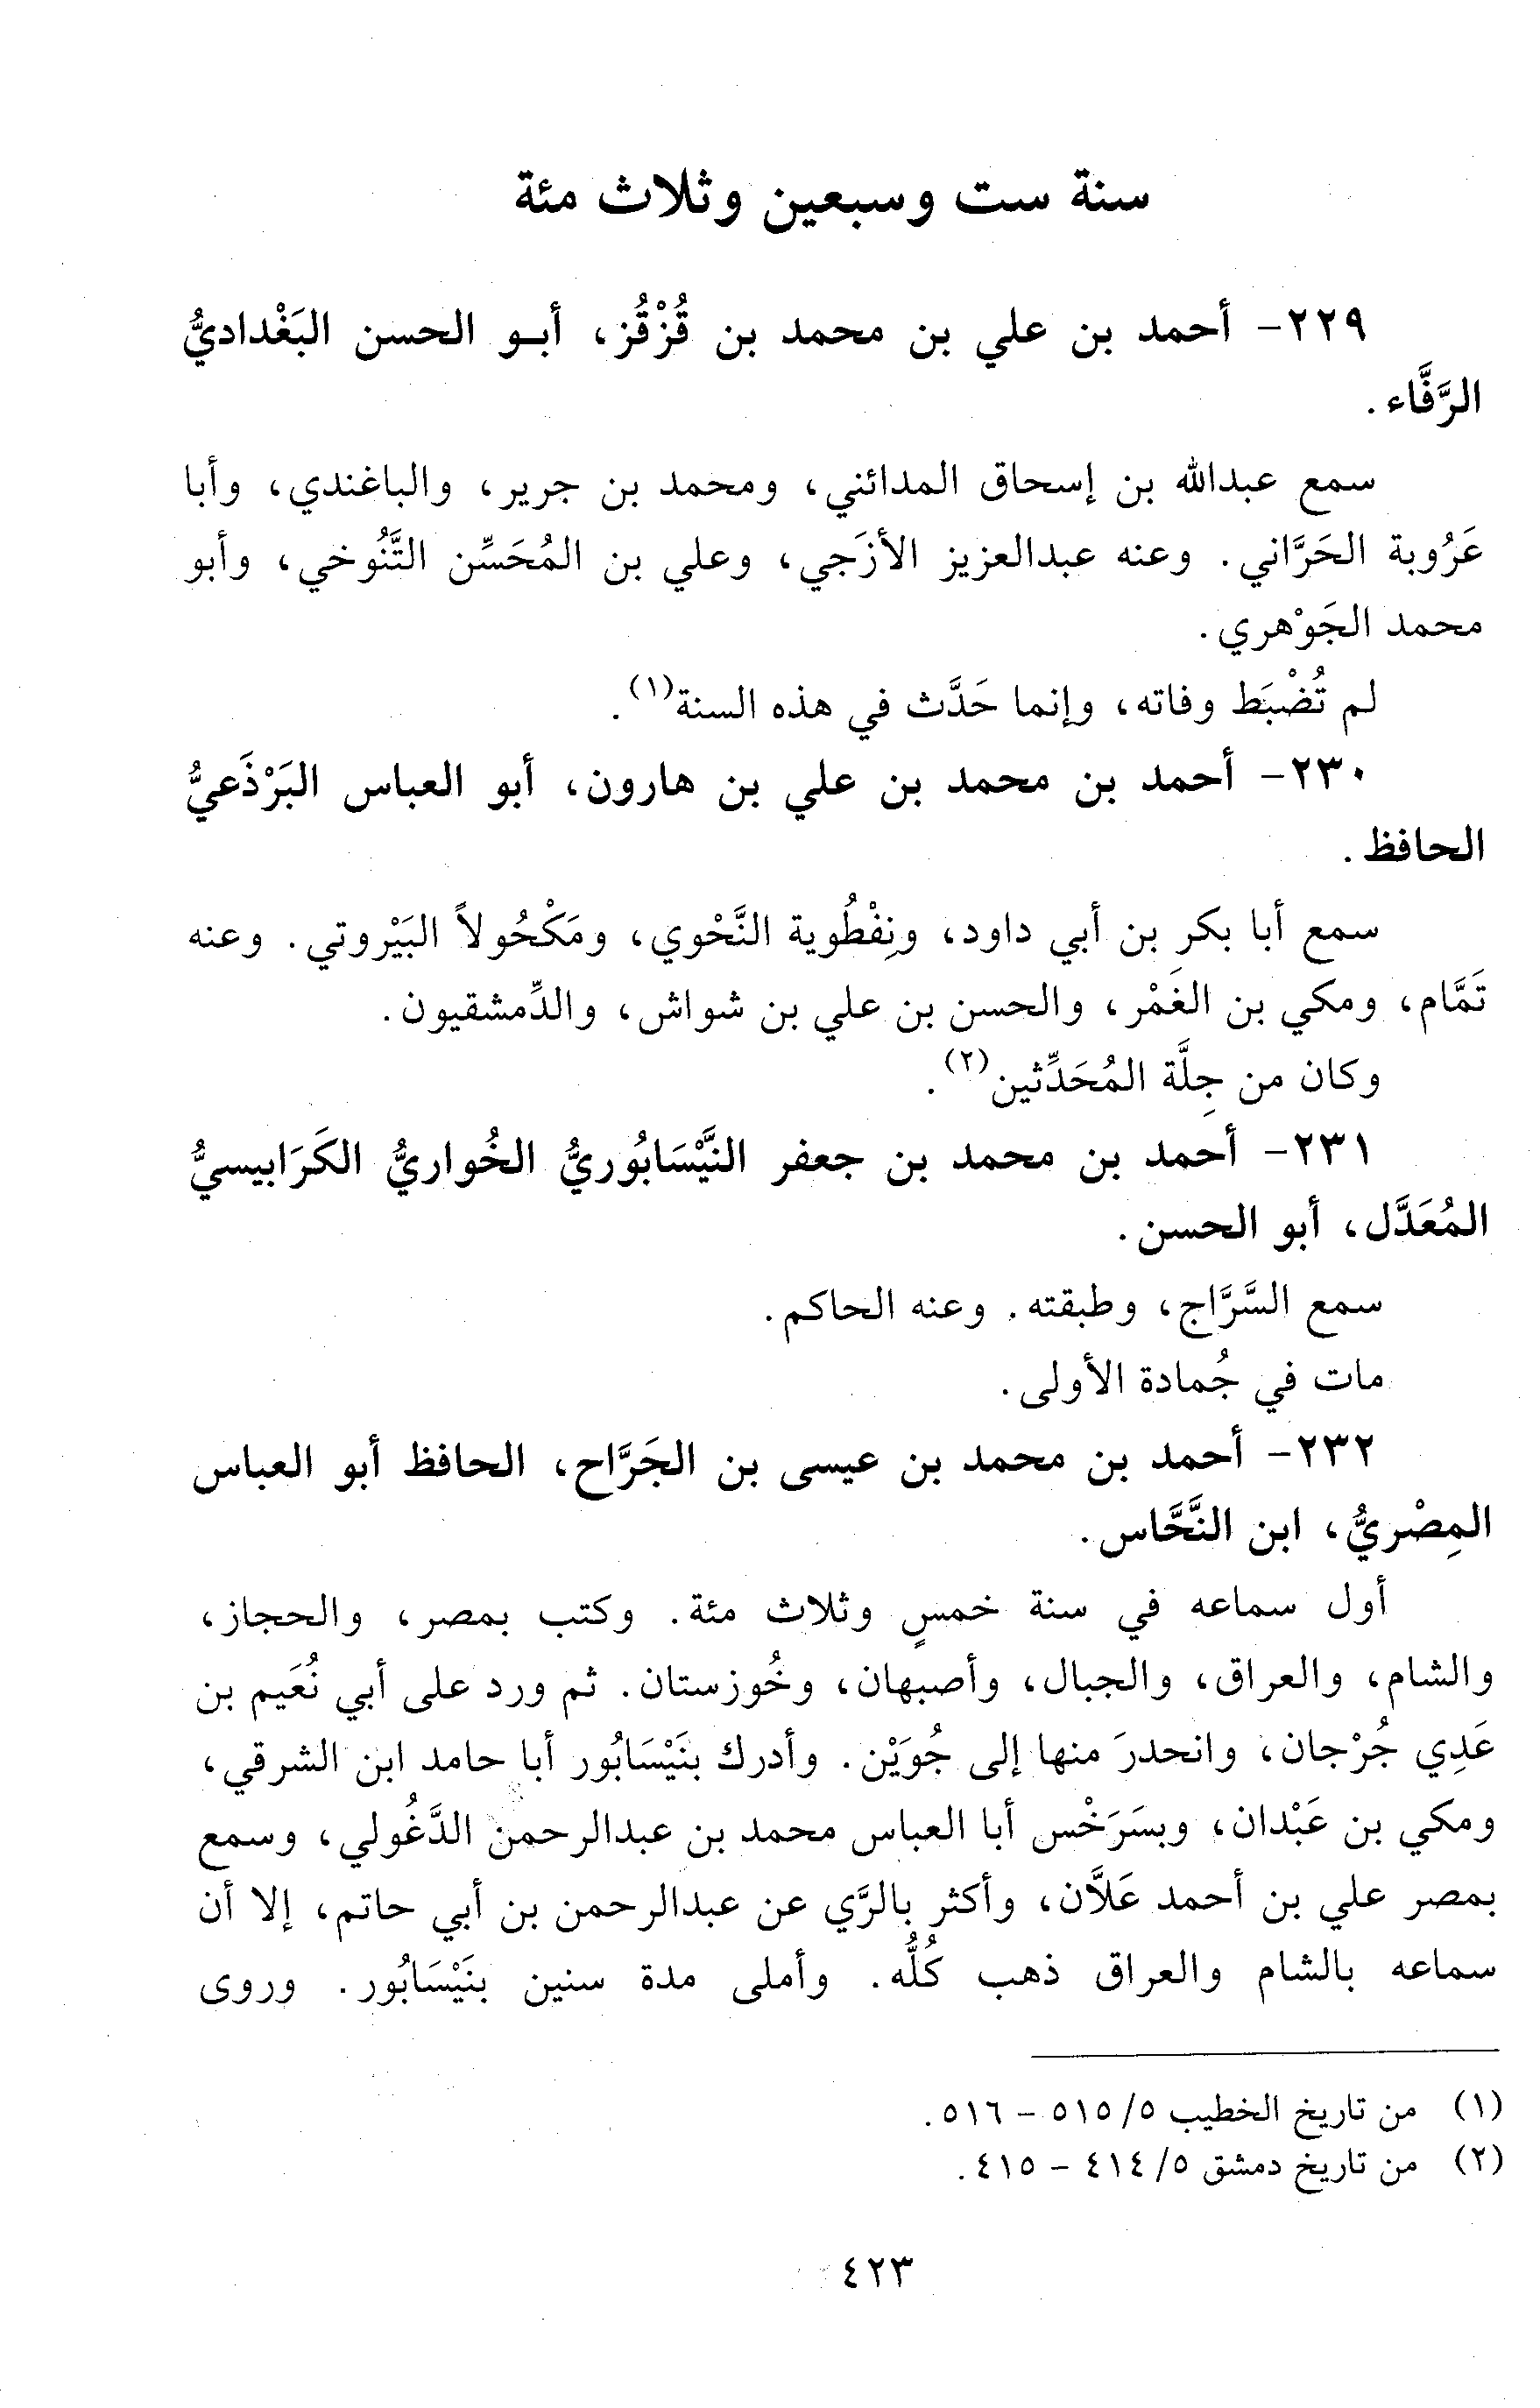 سنة ست وسبعين وثلاث مئة
٢٢٩- أحمد بن علي بن محمد بن قُزْقُز، أبـو الحسن البَغْداديُّ
الرَّفَّاء.
سمع عبدالله بن إسحاق المدائني، ومحمد بن جرير، والباغندي، وأبا
عَرُوبة الحَرَّاني. وعنه عبدالعزيز الأزَجي، وعلي بن المُحَسِّن التَّنُوخي، وأبو
محمد الجَوْهري.
لم تُضْبَط وفاته، وإنما حَدَّث في هذه السنة(١).
٢٣٠- أحمد بن محمد بن علي بن هارون، أبو العباس البَرْذَعيُّ
الحافظ.
سمع أبا بكرِ بن أبي داود، ونِفْطُوية النَّحْوي، ومَكْحُولاً البَيْروتي. وعنه
تَمَّام، ومكي بن الغَمْر، والحسن بن علي بن شواش، والدِّمشقيون.
وكان من جِلَّة المُحَدِّثين(٢).
٢٣١- أحمد بن محمد بن جعفر النَّيْسَابُوريُّ الخُواريُّ الكَرَابيسيُّ
المُعَدَّل، أبو الحسن.
سمع السَّرَّاج، وطبقته. وعنه الحاكم.
مات في جُمادة الأولى.
٢٣٢- أحمد بن محمد بن عيسى بن الجَرَّاح، الحافظ أبو العباس
المِصْريُّ، ابن النَّحَّاس.
أول سماعه في سنة خمسٍ وثلاث مئة. وكتب بمصر، والحجاز،
والشام، والعراق، والجبال، وأصبهان، وخُوزستان. ثم ورد على أبي نُعَيم بن
عَدِي جُرْجان، وانحدرَ منها إلى جُوَيْن. وأدرك بنَيْسَابُور أبا حامد ابن الشرقي،
ومكي بن عَبْدان، وبسَرَخْس أبا العباس محمد بن عبدالرحمن الدَّغُولي، وسمع
بمصر علي بن أحمد عَلاَّن، وأكثر بالرَّي عن عبدالرحمن بن أبي حاتم، إلا أن
سماعه بالشام والعراق ذهب كُلُّه. وأملى مدة سنين بنَيْسَابُور. وروى
(١) من تاريخ الخطيب ٥/ ٥١٥ - ٥١٦.
(٢) من تاريخ دمشق ٥/ ٤١٤ - ٤١٥.
٤٢٣